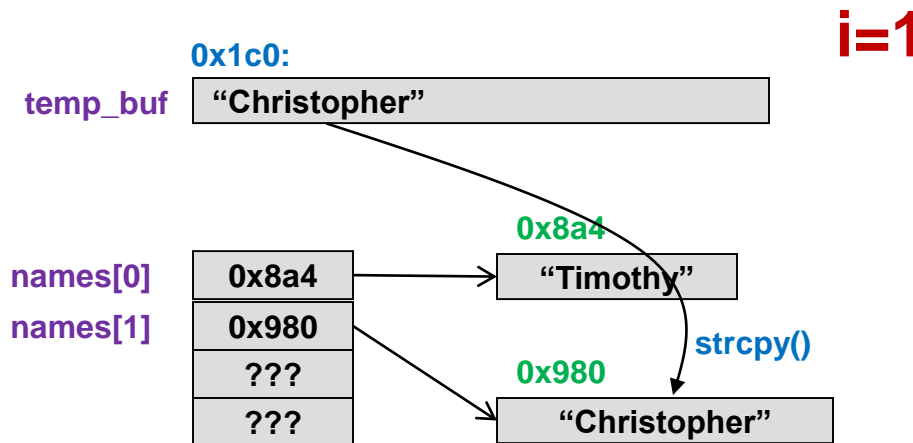 i=1
0x1c0:
temp_buf “Christopher”
0x8a4
names[0] 0x8a4 “Timothy”
names[1] 0x980
strcpy()
??? 0x980
??? “Christopher”